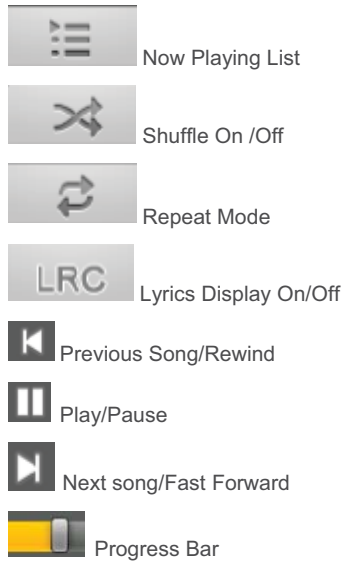 Now Playing List
Shuffle On /Off
Repeat Mode
LRC Lyrics Display On/Off
Previous Song/Rewind
Play/Pause
Next song/Fast Forward
Progress Bar